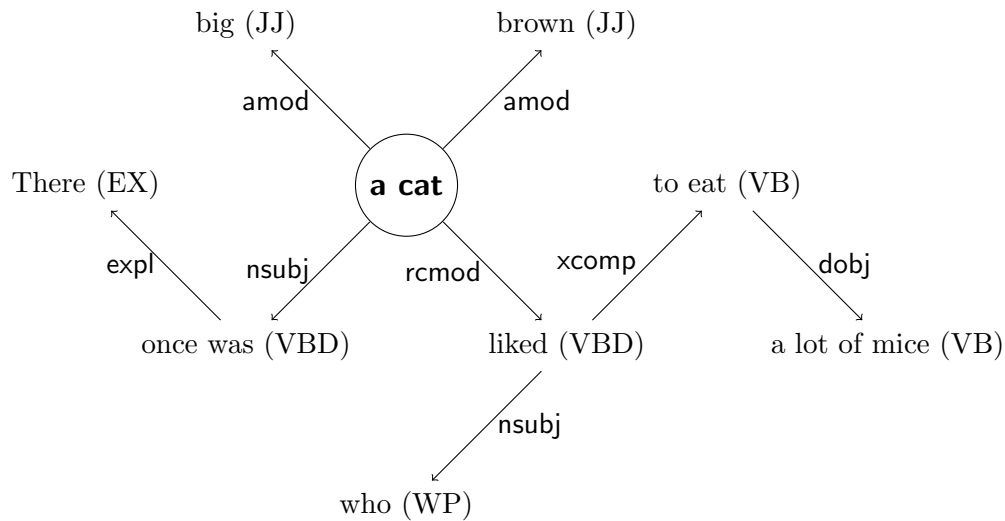 big (JJ)
brown (JJ)
amod
amod
There (EX)
a cat
to eat (VB)
expl
nsubj
rcmod
xcomp
dobj
once was (VBD)
liked (VBD)
a lot of mice (VB)
nsubj
who (WP)